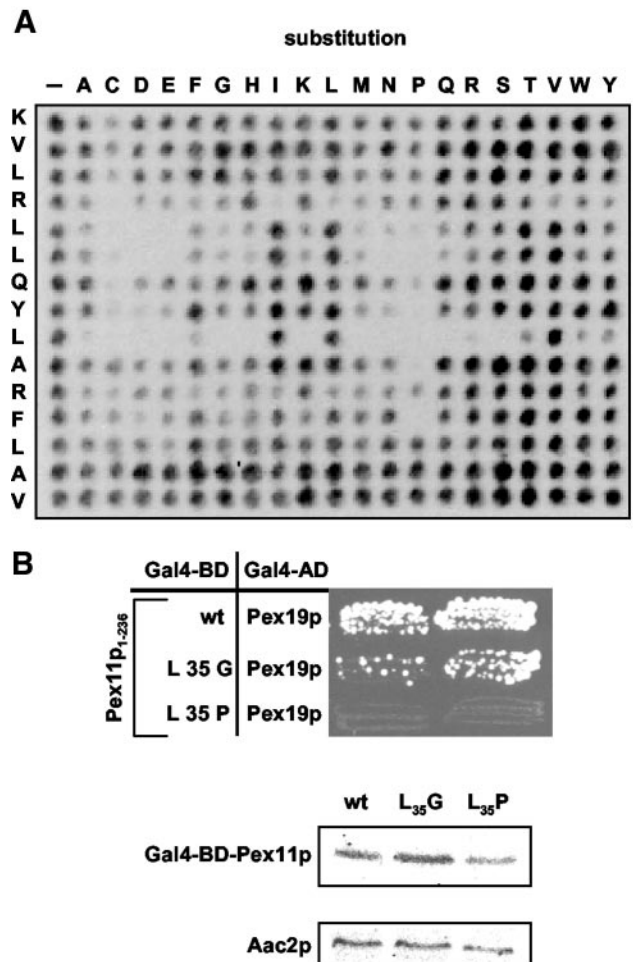 A
substitution
– A C D E F G H I K L M N P Q R S T V W Y
K
V
L
R
L
L
Q
Y
L
A
R
F
L
A
V
B
Gal4-BD Gal4-AD
Pex11p1-236
wt Pex19p
L 35 G Pex19p
L 35 P Pex19p
wt L35G L35P
Gal4-BD-Pex11p
Aac2p